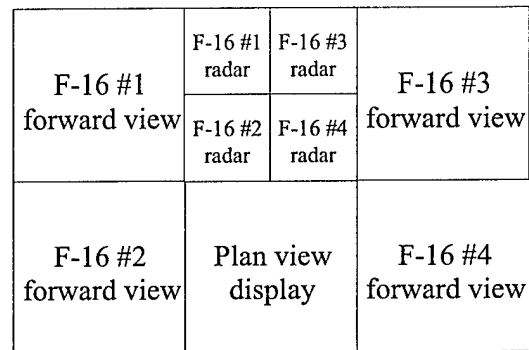 F-16 #1
forward view
F-16 #1
radar
F-16 #3
radar
F-16 #2
radar
F-16 #4
radar
F-16 #3
forward view
F-16 #2
forward view
Plan view
display
F-16 #4
forward view